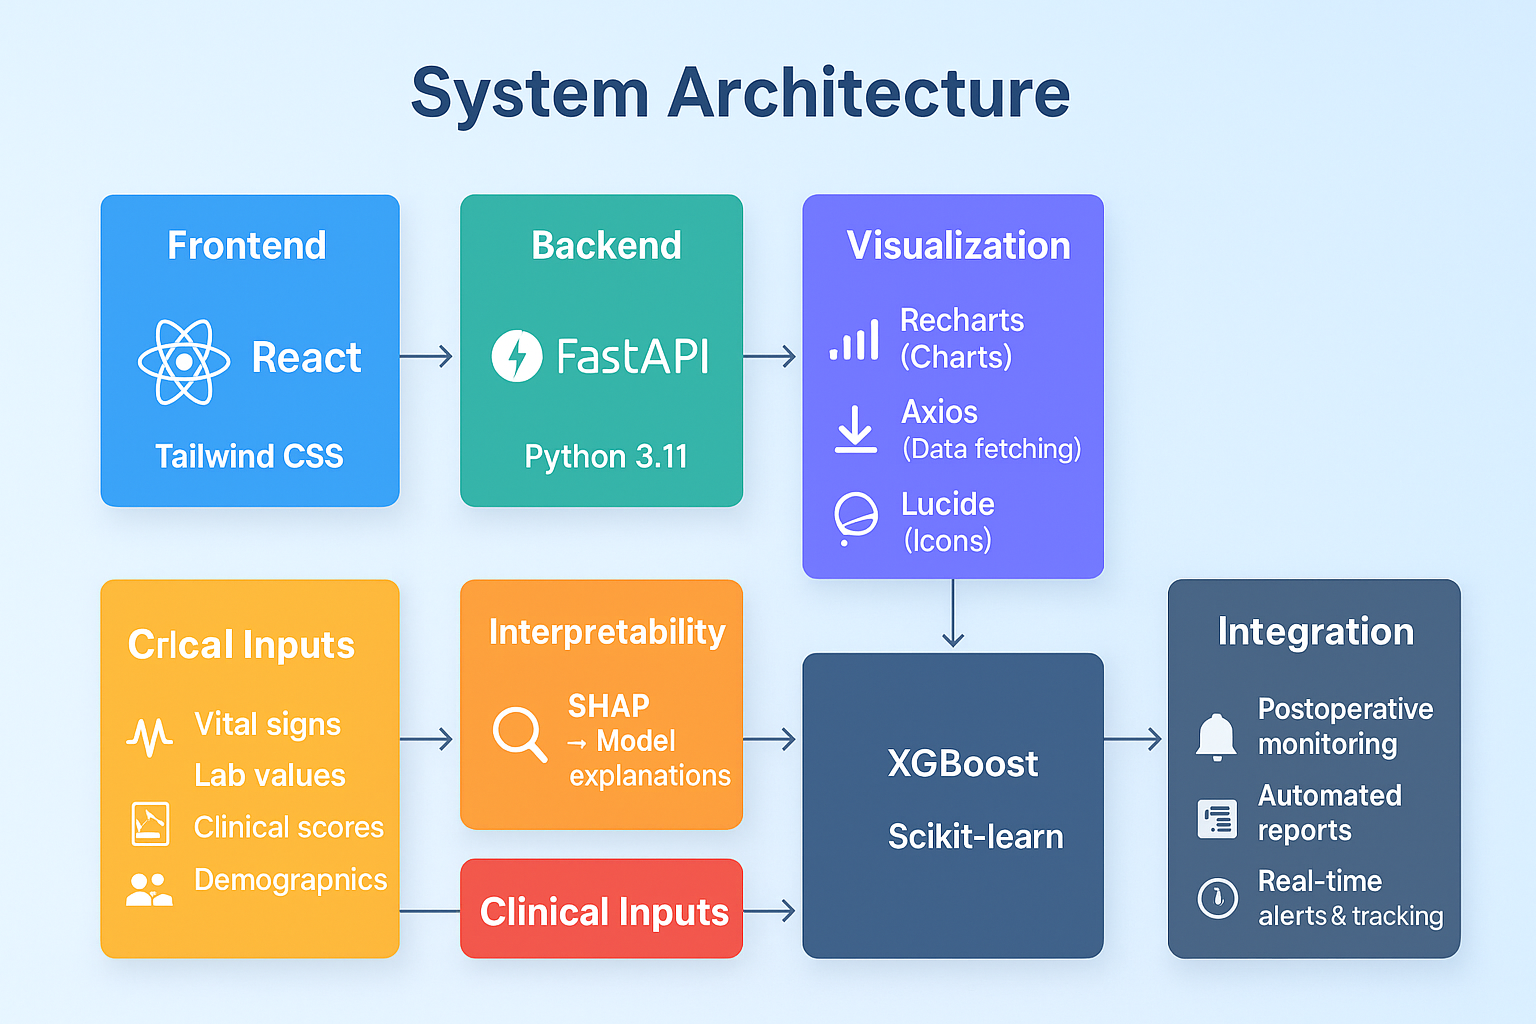 System Architecture
Frontend
React
Tailwind CSS
Backend
FastAPI
Python 3.11
Visualization
Recharts
(Charts)
Axios
(Data fetching)
Lucide
(Icons)
Crlcal Inputs
Vital signs
Lab values
Clinical scores
Demograpnics
Interpretability
SHAP
→ Model
explanations
Clinical Inputs
XGBoost
Scikit-learn
Integration
Postoperative
monitoring
Automated
reports
Real-time
alerts & tracking